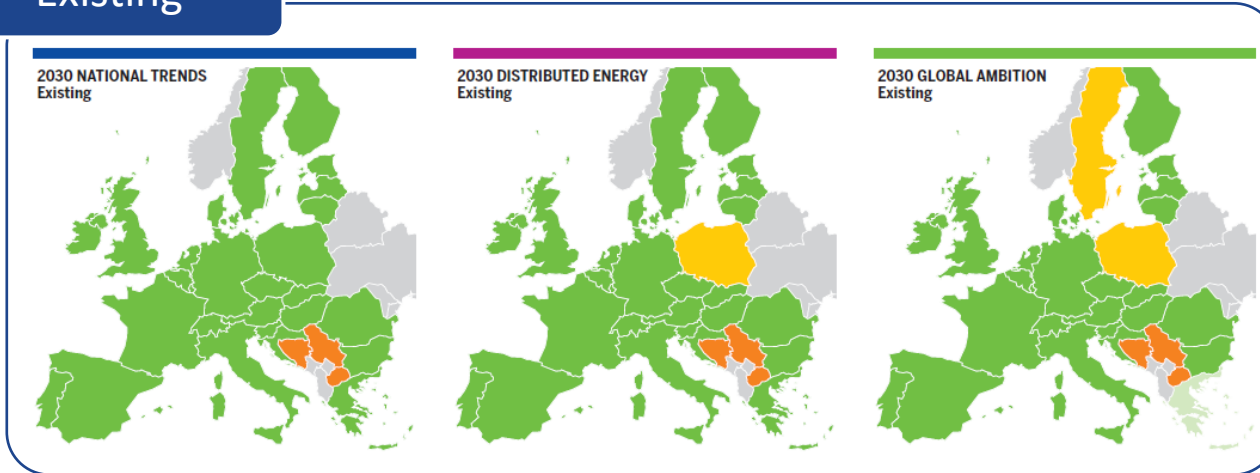 Existing
2030 NATIONAL TRENDS
Existing
2030 DISTRIBUTED ENERGY
Existing
2030 GLOBAL AMBITION
Existing